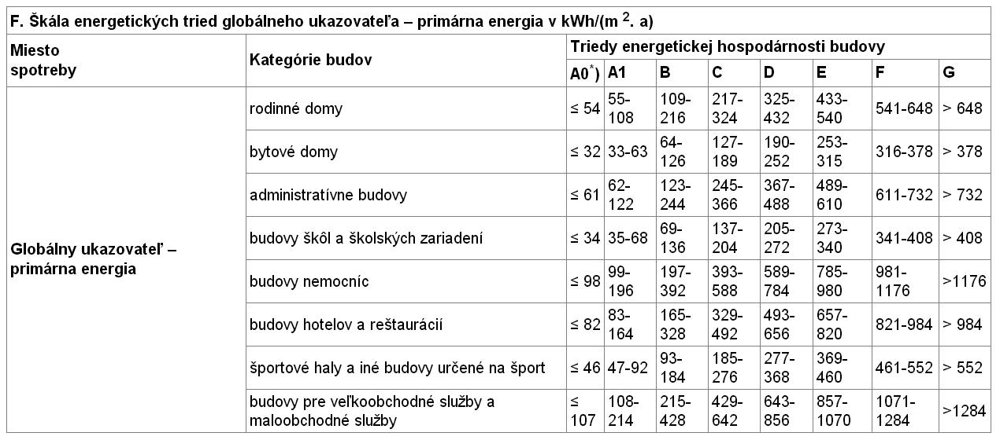 F. Škála energetických tried globálneho ukazovateľa – primárna energia v kWh/(m 2. a)
Miesto
spotreby
Kategórie budov
Triedy energetickej hospodárnosti budovy
A0*) A1 B C D E F G
Globálny ukazovateľ –
primárna energia
rodinné domy ≤ 54 55-108 109-216 217-324 325-432 433-540 541-648 > 648
bytové domy ≤ 32 33-63 64-126 127-189 190-252 253-315 316-378 > 378
administratívne budovy ≤ 61 62-122 123-244 245-366 367-488 489-610 611-732 > 732
budovy škôl a školských zariadení ≤ 34 35-68 69-136 137-204 205-272 273-340 341-408 > 408
budovy nemocníc ≤ 98 99-196 197-392 393-588 589-784 785-980 981-1176 >1176
budovy hotelov a reštaurácií ≤ 82 83-164 165-328 329-492 493-656 657-820 821-984 > 984
športové haly a iné budovy určené na šport ≤ 46 47-92 93-184 185-276 277-368 369-460 461-552 > 552
budovy pre veľkoobchodné služby a
maloobchodné služby ≤ 107 108-214 215-428 429-642 643-856 857-1070 1071-1284 >1284